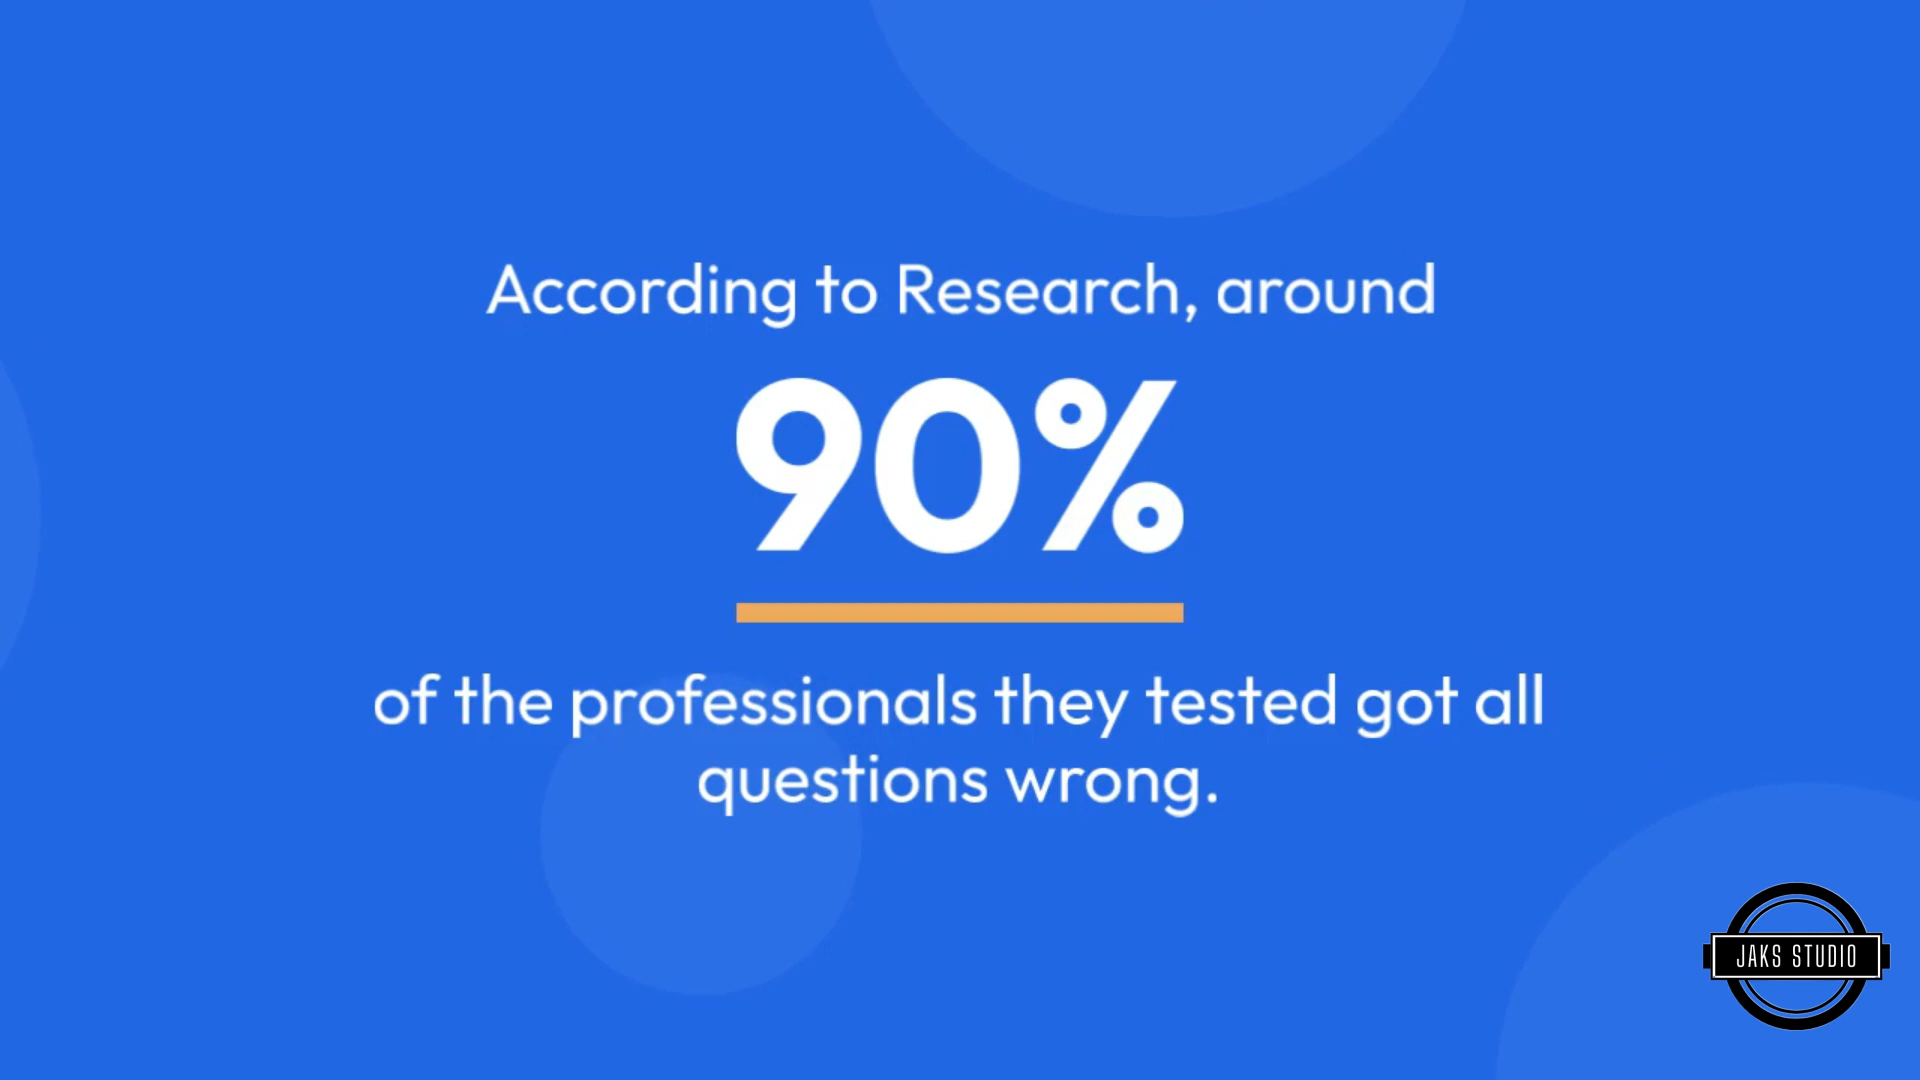 According to Research, around
90%
of the professionals they tested got all
questions wrong.
JAKS STUDIO